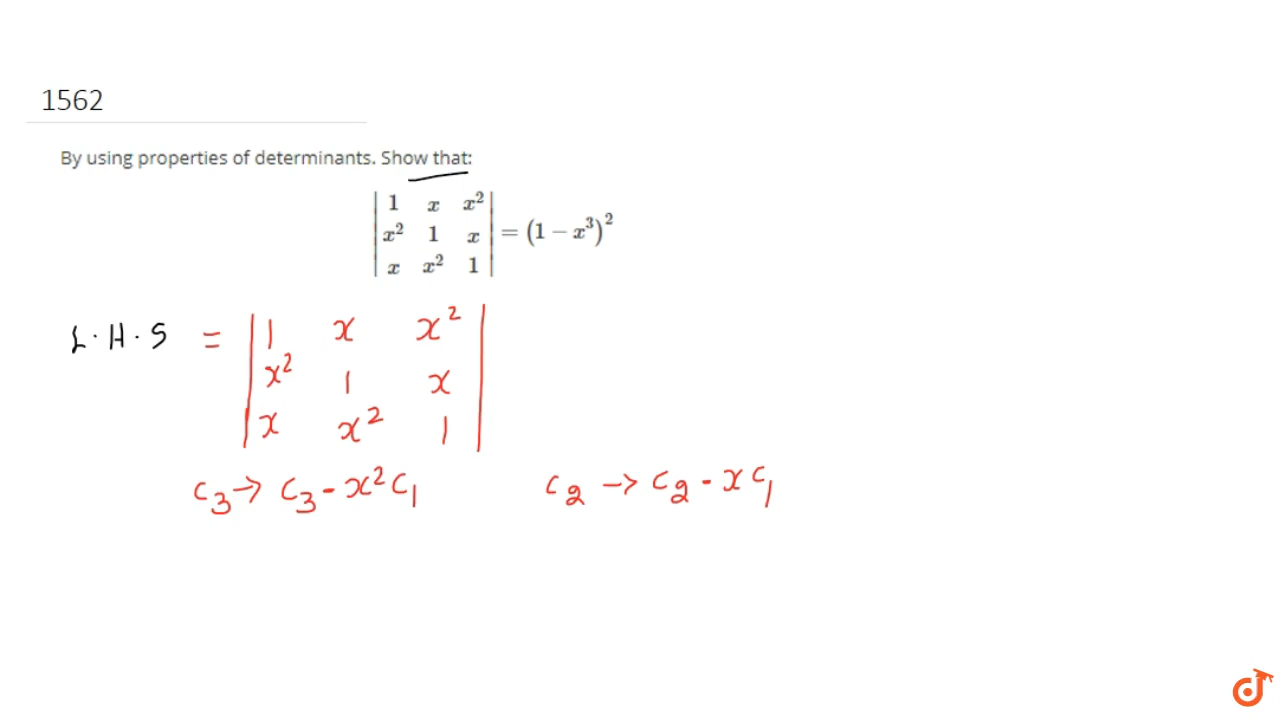 1562
By using properties of determinants. Show that:
| 1 x x² |
| x² 1 x | = (1 − x³)²
| x x² 1 |
L.H.S = | 1 x x² |
| x² 1 x |
| x x² 1 |
C₃ → C₃ - x²C₁ C₂ → C₂ - xC₁